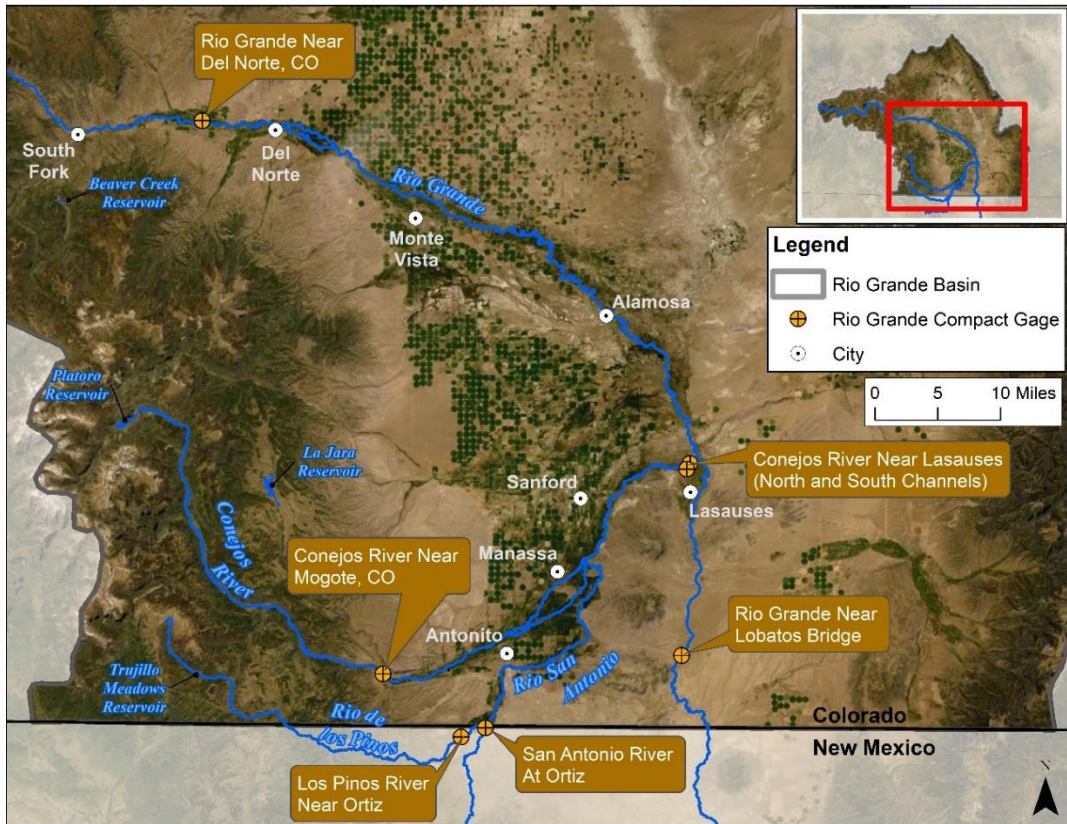 Rio Grande Near
Del Norte, CO
South
Fork
Del
Norte
Beaver Creek
Reservoir
Rio Grande
Monte
Vista
Alamosa
Platoro
Reservoir
La Jara
Reservoir
Conejos
River
Conejos River Near
Mogote, CO
Sanford
Manassa
Antonito
Conejos River Near Lasauses
(North and South Channels)
Lasauses
Rio Grande Near
Lobatos Bridge
Rio San
Antonio
Trujillo
Meadows
Reservoir
Rio de
los Pinos
Los Pinos River
Near Ortiz
San Antonio River
At Ortiz
Colorado
New Mexico
Legend
Rio Grande Basin
Rio Grande Compact Gage
City
0 5 10 Miles
N